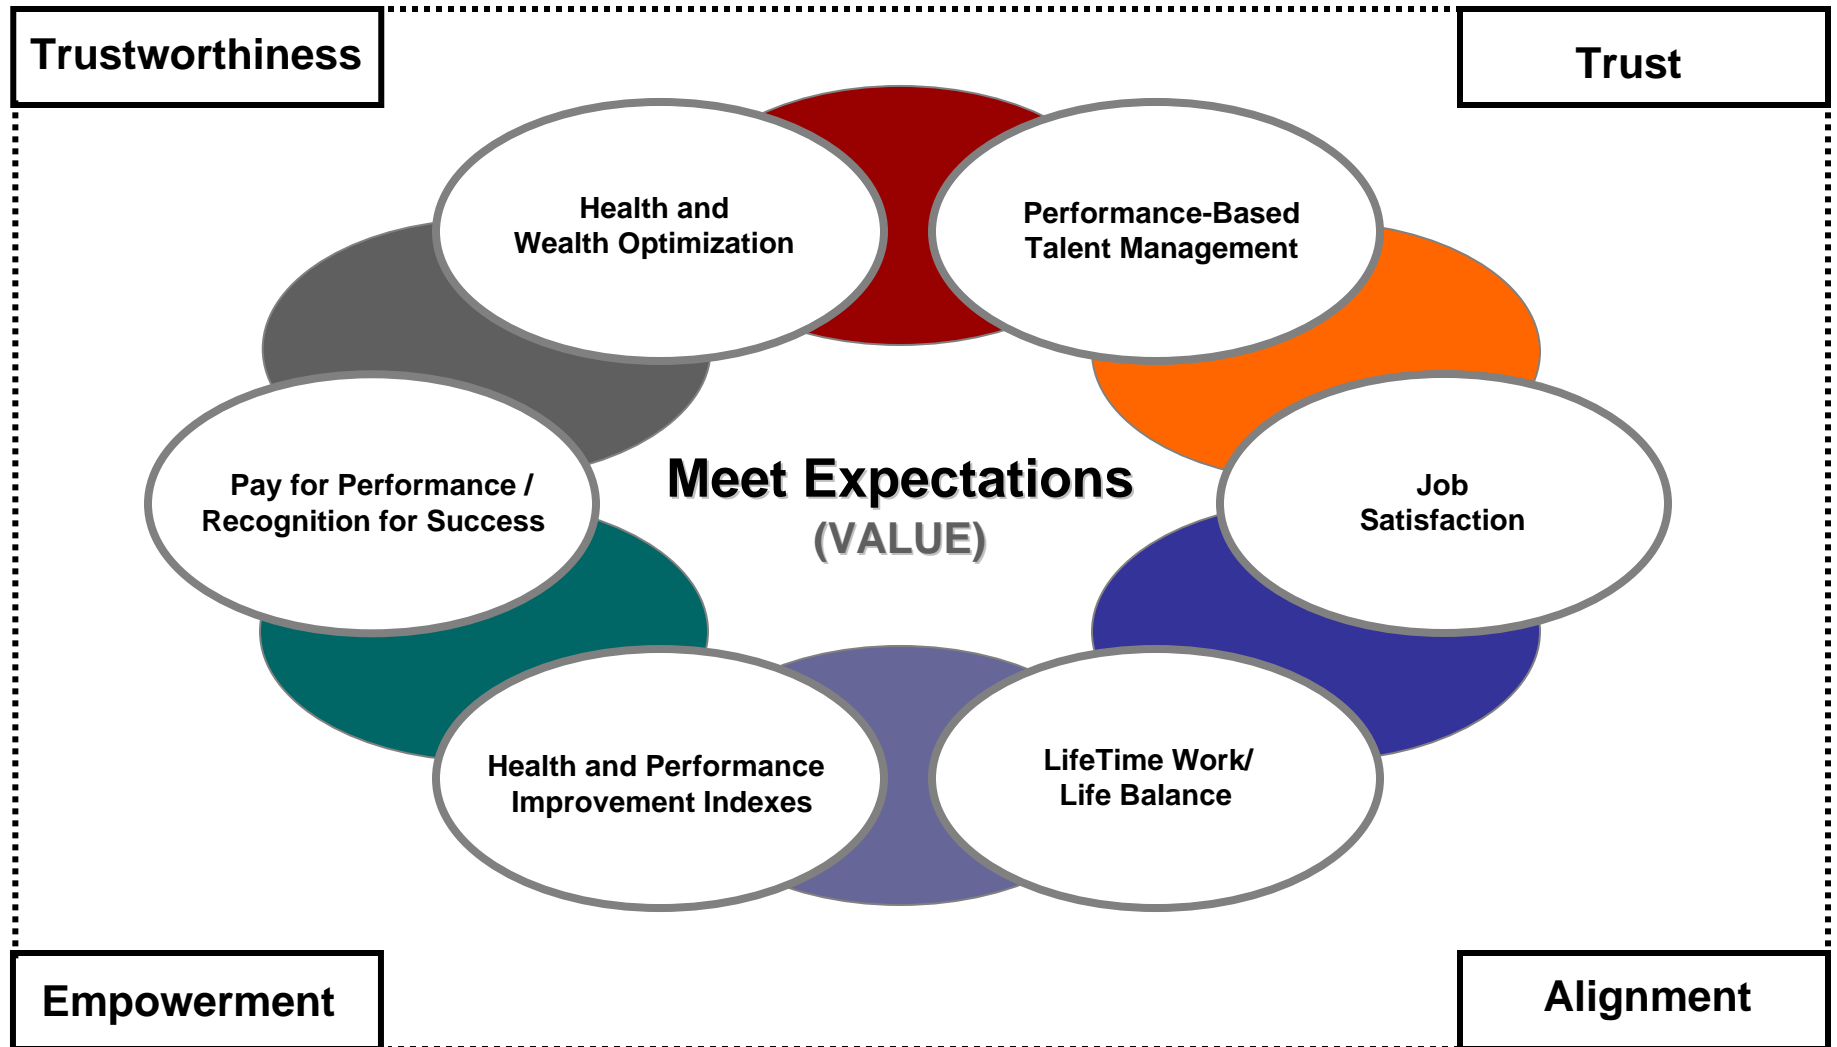 Trustworthiness
Trust
Health and
Wealth Optimization
Performance-Based
Talent Management
Pay for Performance /
Recognition for Success
Meet Expectations
(VALUE)
Job
Satisfaction
Health and Performance
Improvement Indexes
LifeTime Work/
Life Balance
Empowerment
Alignment